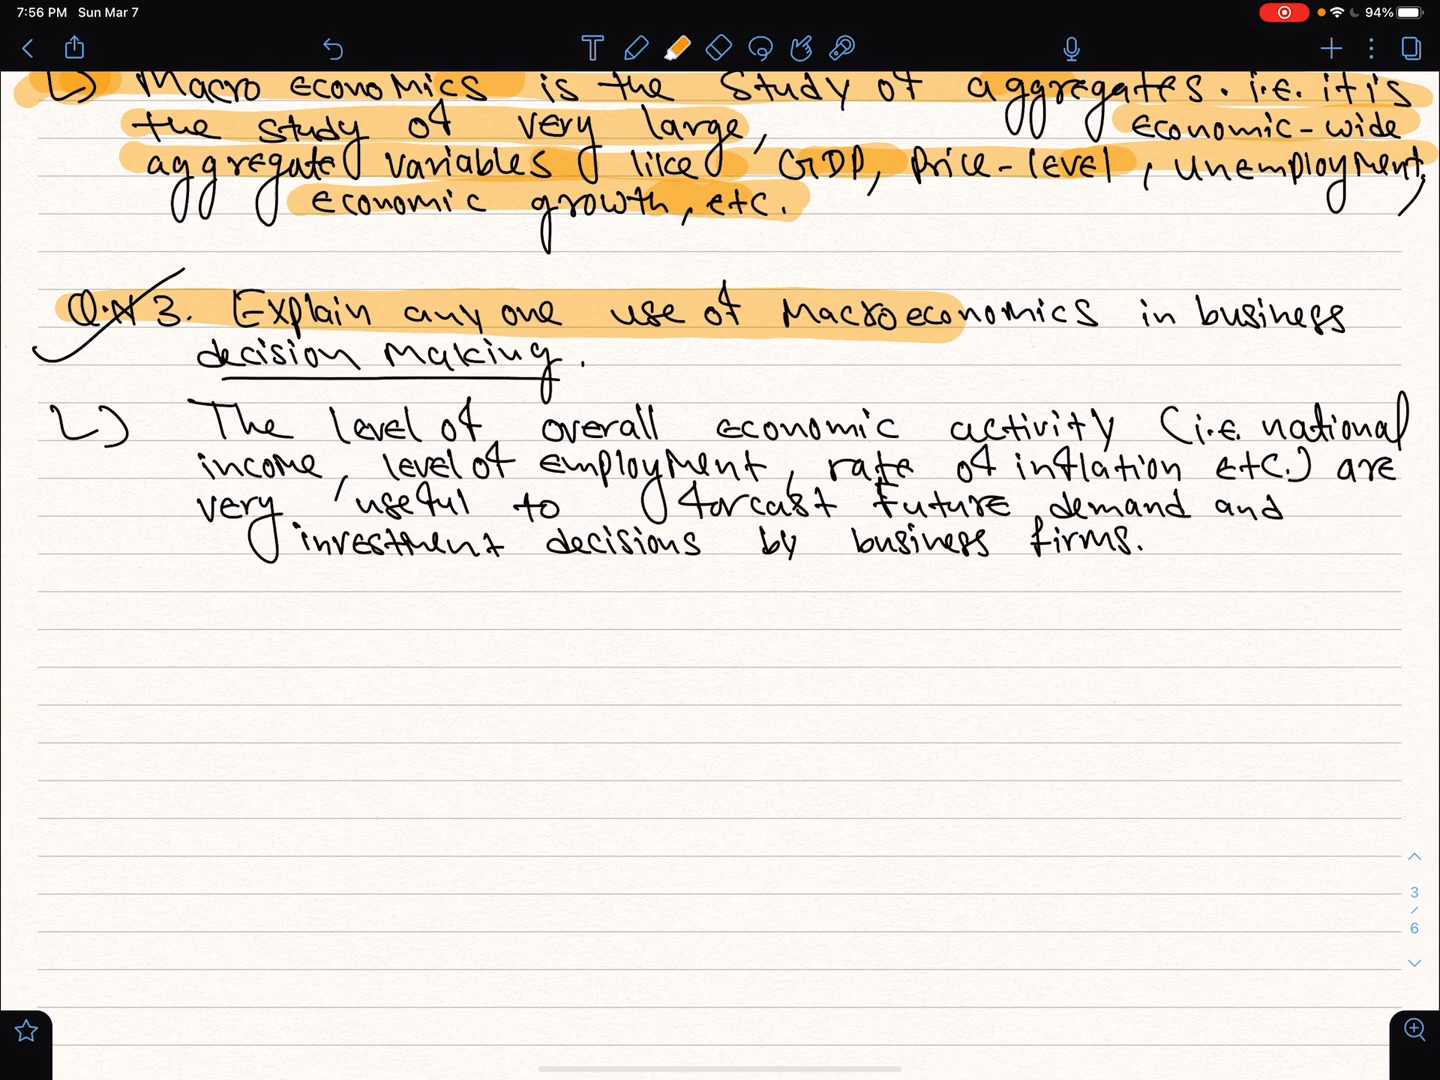 7:56 PM Sun Mar 7
94%
Macro economics is the study of aggregates. i.e. it is
the study of very large, economic-wide
aggregate variables like GDP, Price-level, unemployment,
economic growth, etc.
Q.N 3. Explain any one use of Macroeconomics in business
decision Making.
The level of overall economic activity (i.e. national
income, level of employment, rate of inflation etc.) are
very useful to forcast future demand and
investment decisions by business firms.
3
/
6